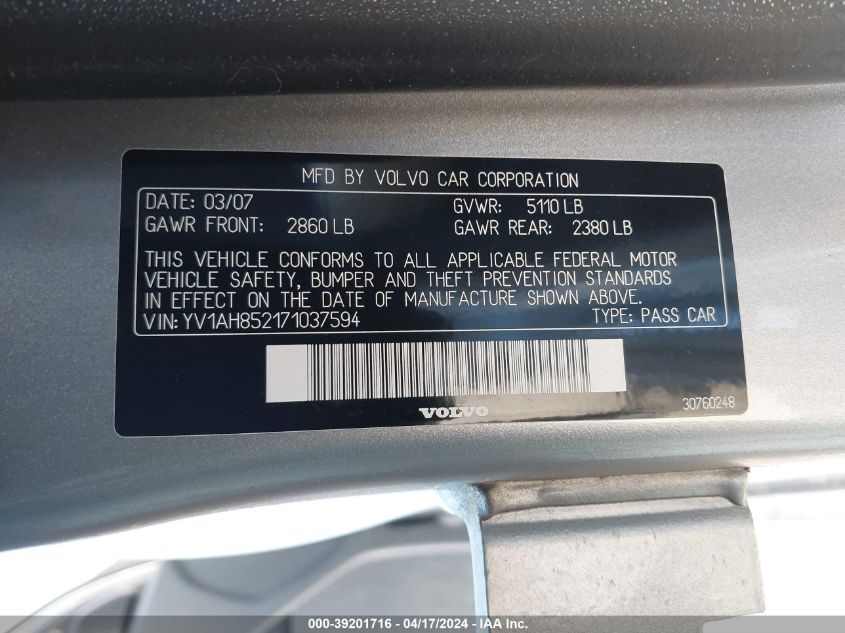 MFD BY VOLVO CAR CORPORATION
DATE: 03/07 GVWR: 5110 LB
GAWR FRONT: 2860 LB GAWR REAR: 2380 LB
THIS VEHICLE CONFORMS TO ALL APPLICABLE FEDERAL MOTOR
VEHICLE SAFETY, BUMPER AND THEFT PREVENTION STANDARDS
IN EFFECT ON THE DATE OF MANUFACTURE SHOWN ABOVE.
VIN: YV1AH852171037594 TYPE: PASS CAR
VOLVO
30760248
000-39201716 / 04/17/2024 - IAA Inc.